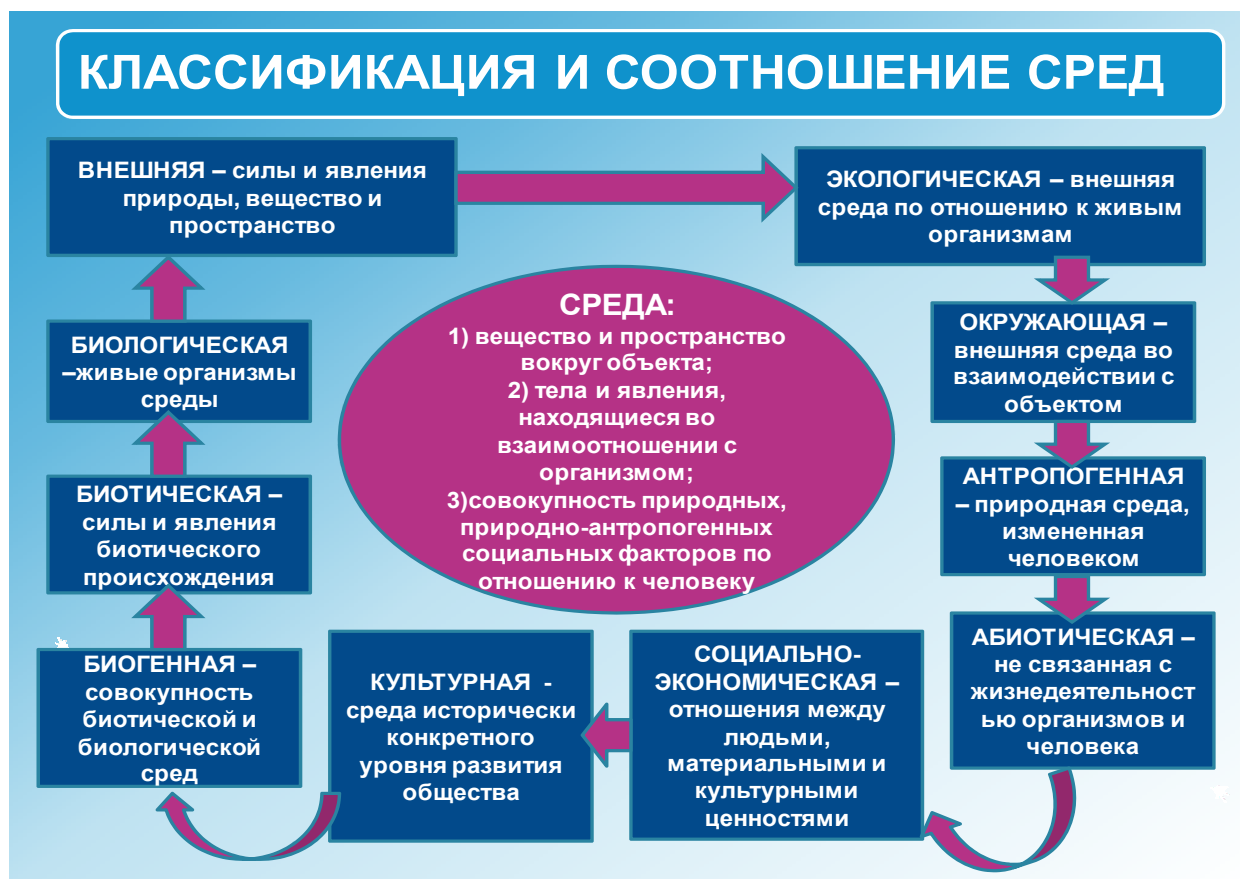 КЛАССИФИКАЦИЯ И СООТНОШЕНИЕ СРЕД
ВНЕШНЯЯ – силы и явления
природы, вещество и
пространство
ЭКОЛОГИЧЕСКАЯ – внешняя
среда по отношению к живым
организмам
ОКРУЖАЮЩАЯ –
внешняя среда во
взаимодействии с
объектом
АНТРОПОГЕННАЯ
– природная среда,
измененная
человеком
АБИОТИЧЕСКАЯ –
не связанная с
жизнедеятельност
ью организмов и
человека
СОЦИАЛЬНО-
ЭКОНОМИЧЕСКАЯ –
отношения между
людьми,
материальными и
культурными
ценностями
КУЛЬТУРНАЯ -
среда исторически
конкретного
уровня развития
общества
БИОГЕННАЯ –
совокупность
биотической и
биологической
сред
БИОТИЧЕСКАЯ –
силы и явления
биотического
происхождения
БИОЛОГИЧЕСКАЯ
–живые организмы
среды
СРЕДА:
1) вещество и пространство
вокруг объекта;
2) тела и явления,
находящиеся во
взаимоотношении с
организмом;
3)совокупность природных,
природно-антропогенных
социальных факторов по
отношению к человеку